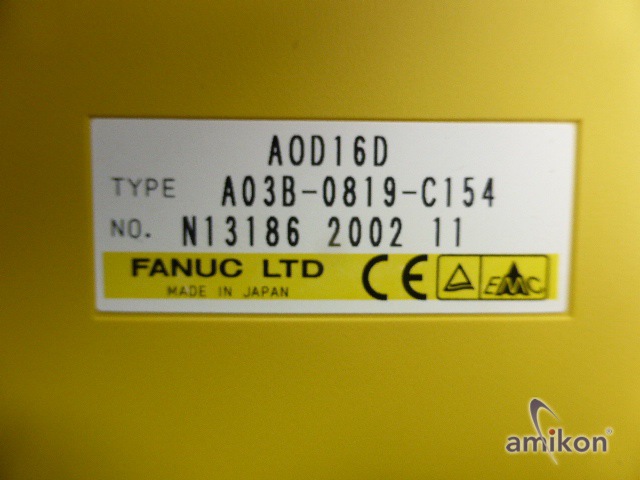 AOD16D
TYPE A03B-0819-C154
NO. N13186 2002 11
FANUC LTD
MADE IN JAPAN
CE
EMC
amikon®